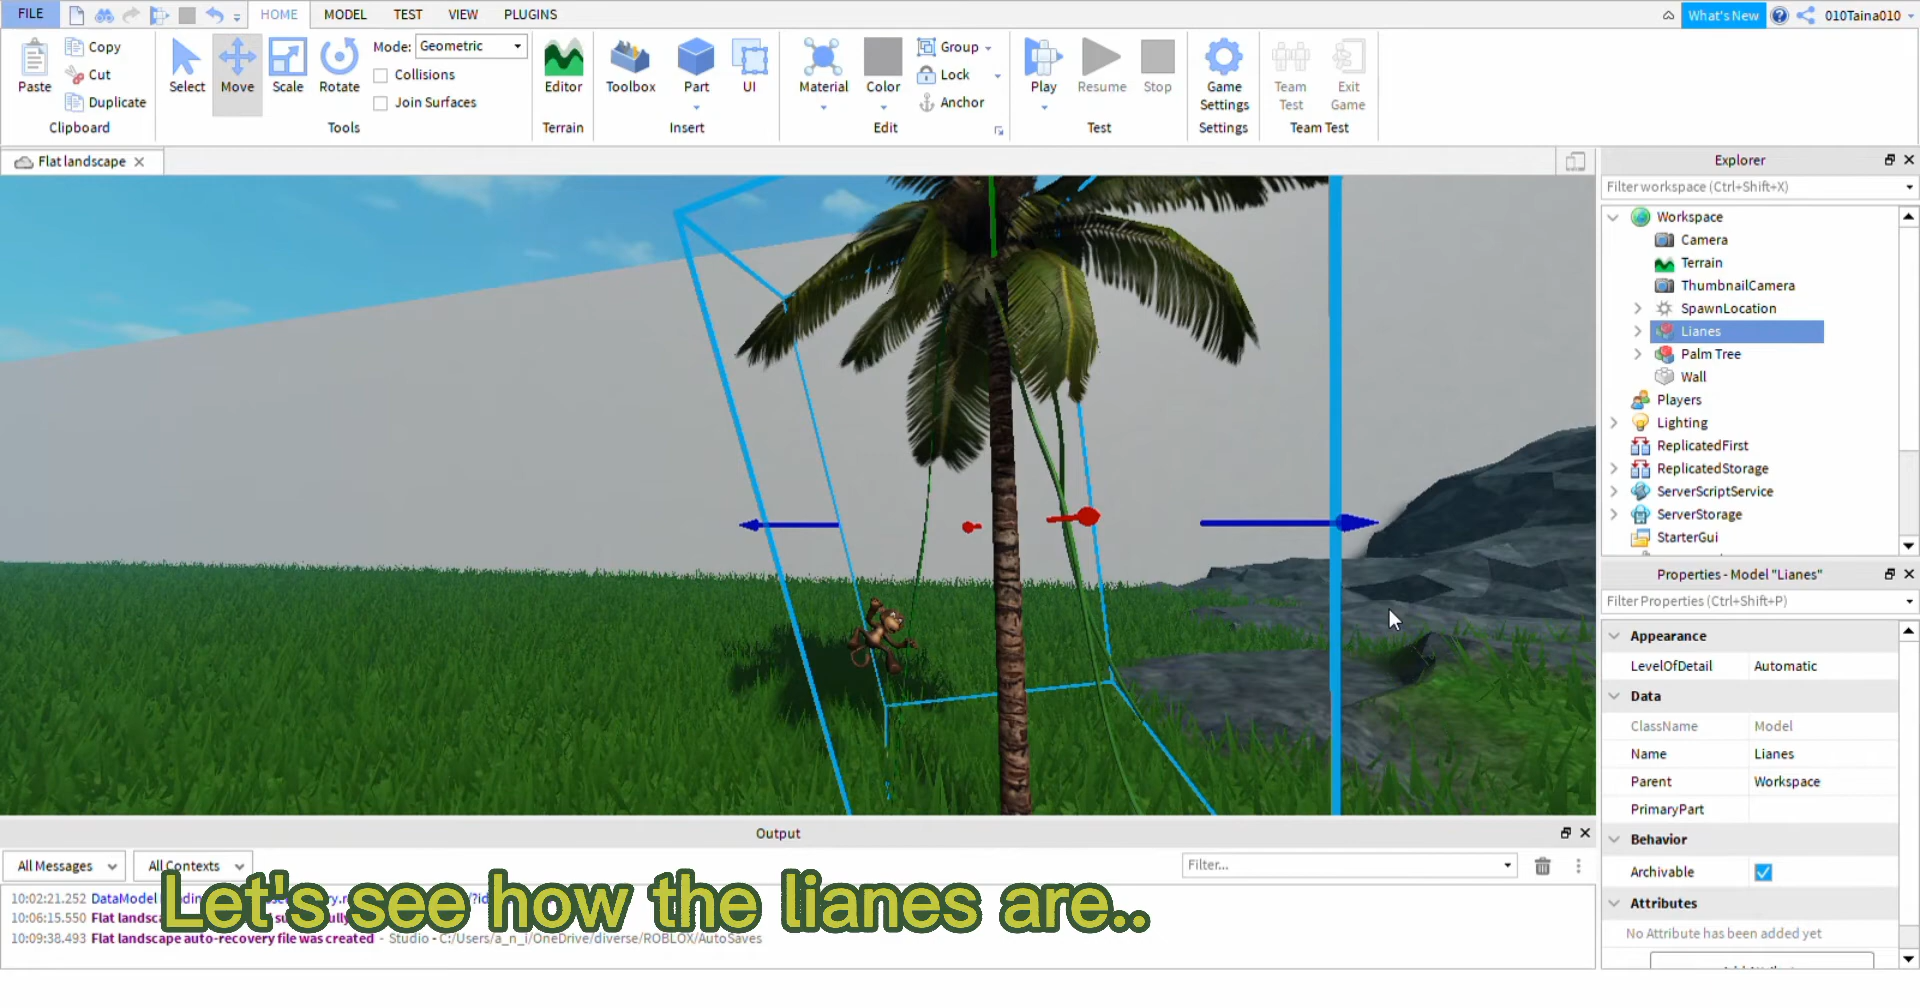 FILE
HOME
MODEL
TEST
VIEW
PLUGINS
What's New
010Taina010
Paste
Copy
Cut
Duplicate
Clipboard
Select
Move
Scale
Rotate
Mode:
Geometric
Collisions
Join Surfaces
Tools
Editor
Terrain
Toolbox
Part
UI
Insert
Material
Color
Group
Lock
Anchor
Edit
Play
Resume
Stop
Test
Game
Settings
Settings
Team
Test
Exit
Game
Team Test
Flat landscape
Explorer
Filter workspace (Ctrl+Shift+X)
Workspace
Camera
Terrain
ThumbnailCamera
SpawnLocation
Lianes
Palm Tree
Wall
Players
Lighting
ReplicatedFirst
ReplicatedStorage
ServerScriptService
ServerStorage
StarterGui
Properties - Model "Lianes"
Filter Properties (Ctrl+Shift+P)
Appearance
LevelOfDetail Automatic
Data
ClassName Model
Name Lianes
Parent Workspace
PrimaryPart
Behavior
Archivable
Attributes
No Attribute has been added yet
Output
All Messages
All Contexts
Filter...
10:02:21.252 DataModel
10:06:15.550 Flat
10:09:38.493 Flat landscape auto-recovery file was created - Studio - C:/Users/a_n_i/OneDrive/diverse/ROBLOX/AutoSaves
Let's see how the lianes are..